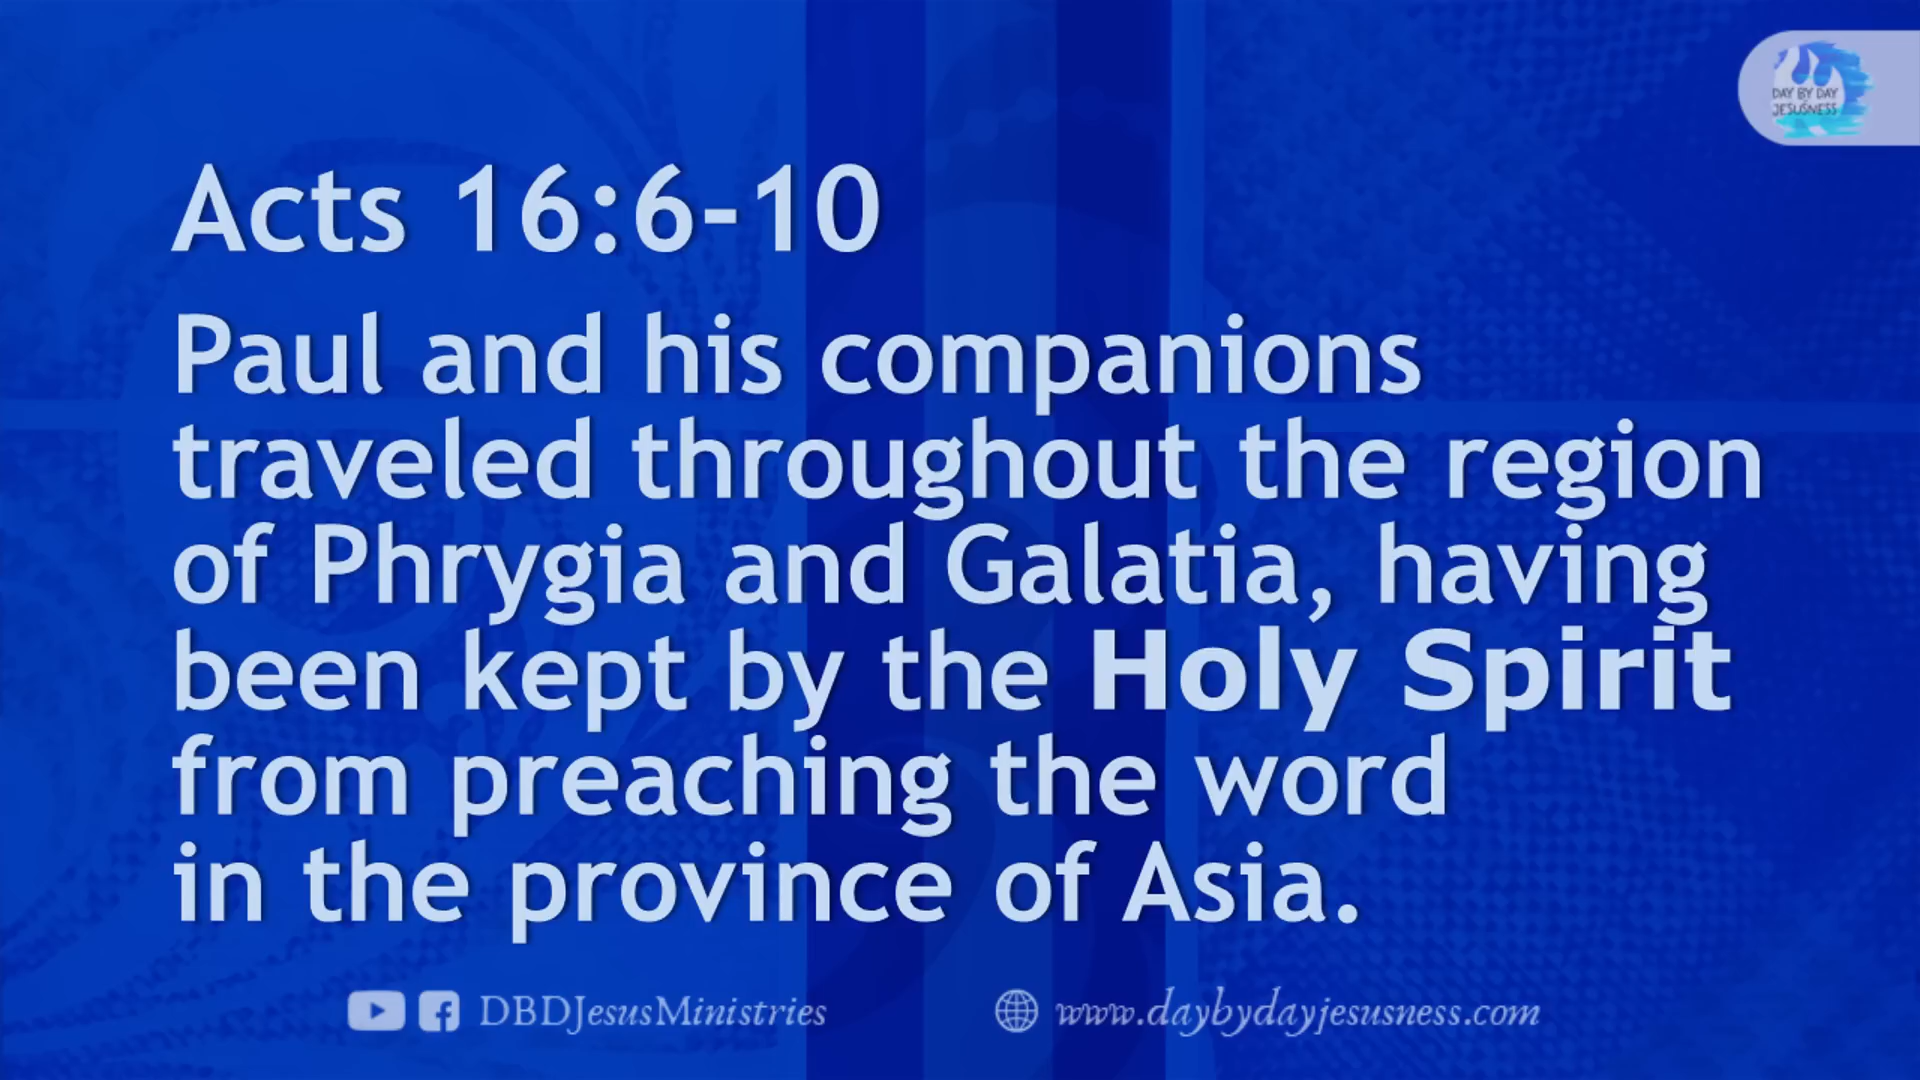 DAY BY DAY
JESUSNESS
Acts 16:6-10
Paul and his companions
traveled throughout the region
of Phrygia and Galatia, having
been kept by the Holy Spirit
from preaching the word
in the province of Asia.
DBDJesusMinistries
www.daybydayjesusness.com